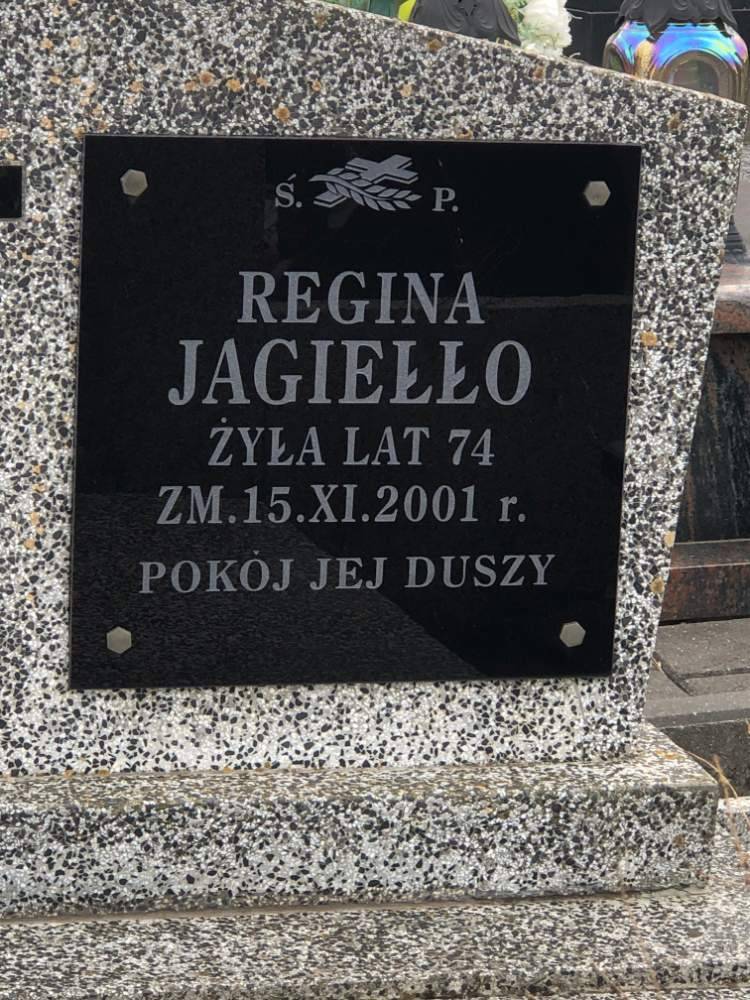 Ś. P.
REGINA
JAGIEŁŁO
ŻYŁA LAT 74
ZM.15.XI.2001 r.
POKÓJ JEJ DUSZY